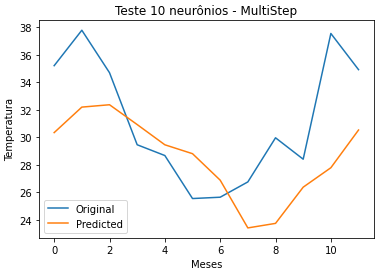 Teste 10 neurônios - MultiStep
Temperatura
38
36
34
32
30
28
26
24
Original
Predicted
0 2 4 6 8 10
Meses